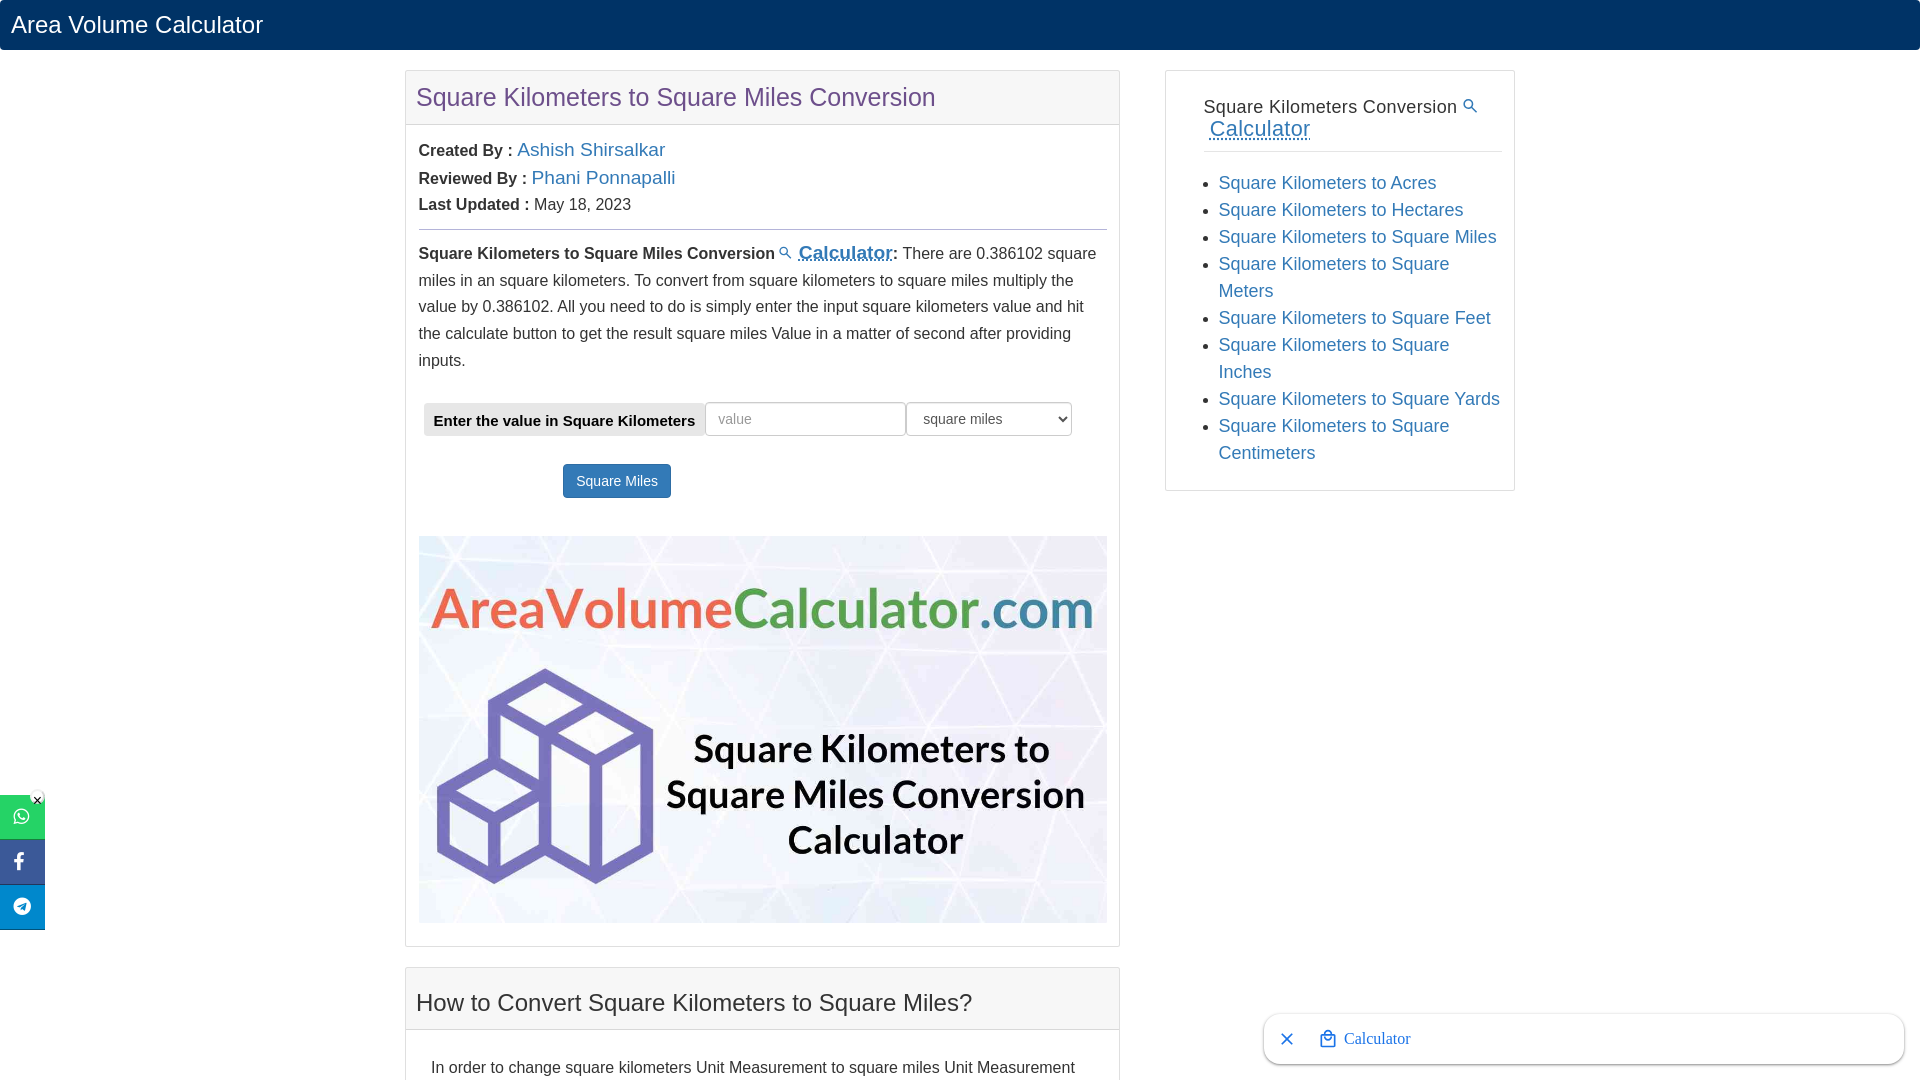 Area Volume Calculator
Square Kilometers to Square Miles Conversion
Created By : Ashish Shirsalkar
Reviewed By : Phani Ponnapalli
Last Updated : May 18, 2023
Square Kilometers to Square Miles Conversion Calculator: There are 0.386102 square
miles in an square kilometers. To convert from square kilometers to square miles multiply the
value by 0.386102. All you need to do is simply enter the input square kilometers value and hit
the calculate button to get the result square miles Value in a matter of second after providing
inputs.
Enter the value in Square Kilometers value square miles
Square Miles
AreaVolumeCalculator.com
Square Kilometers to
Square Miles Conversion
Calculator
How to Convert Square Kilometers to Square Miles?
In order to change square kilometers Unit Measurement to square miles Unit Measurement
Square Kilometers Conversion
Calculator
Square Kilometers to Acres
Square Kilometers to Hectares
Square Kilometers to Square Miles
Square Kilometers to Square
Meters
Square Kilometers to Square Feet
Square Kilometers to Square
Inches
Square Kilometers to Square Yards
Square Kilometers to Square
Centimeters
Calculator